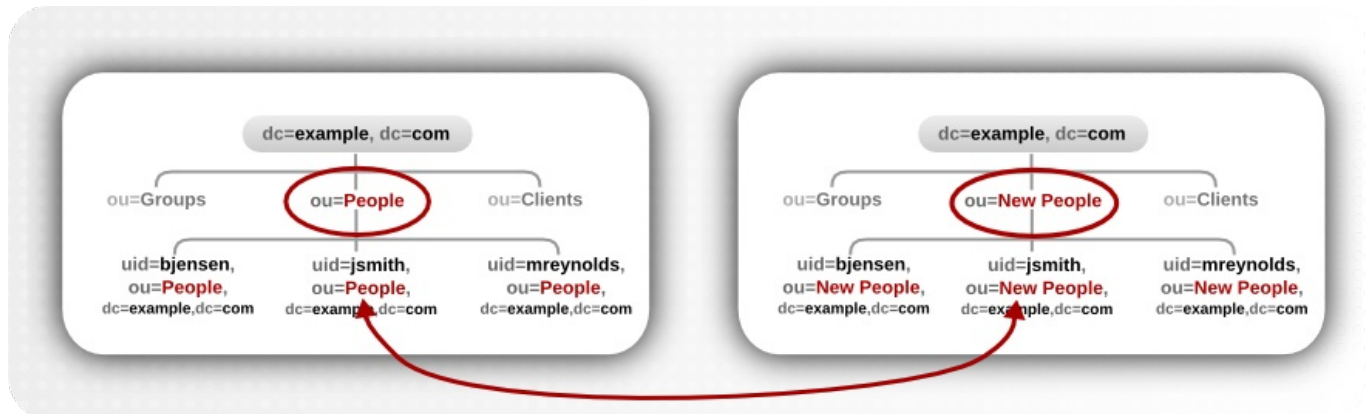 dc=example, dc=com
ou=Groups
ou=People
ou=Clients
uid=bjensen,
ou=People,
dc=example,dc=com
uid=jsmith,
ou=People,
dc=example,dc=com
uid=mreynolds,
ou=People,
dc=example,dc=com
dc=example, dc=com
ou=Groups
ou=New People
ou=Clients
uid=bjensen,
ou=New People,
dc=example,dc=com
uid=jsmith,
ou=New People,
dc=example,dc=com
uid=mreynolds,
ou=New People,
dc=example,dc=com